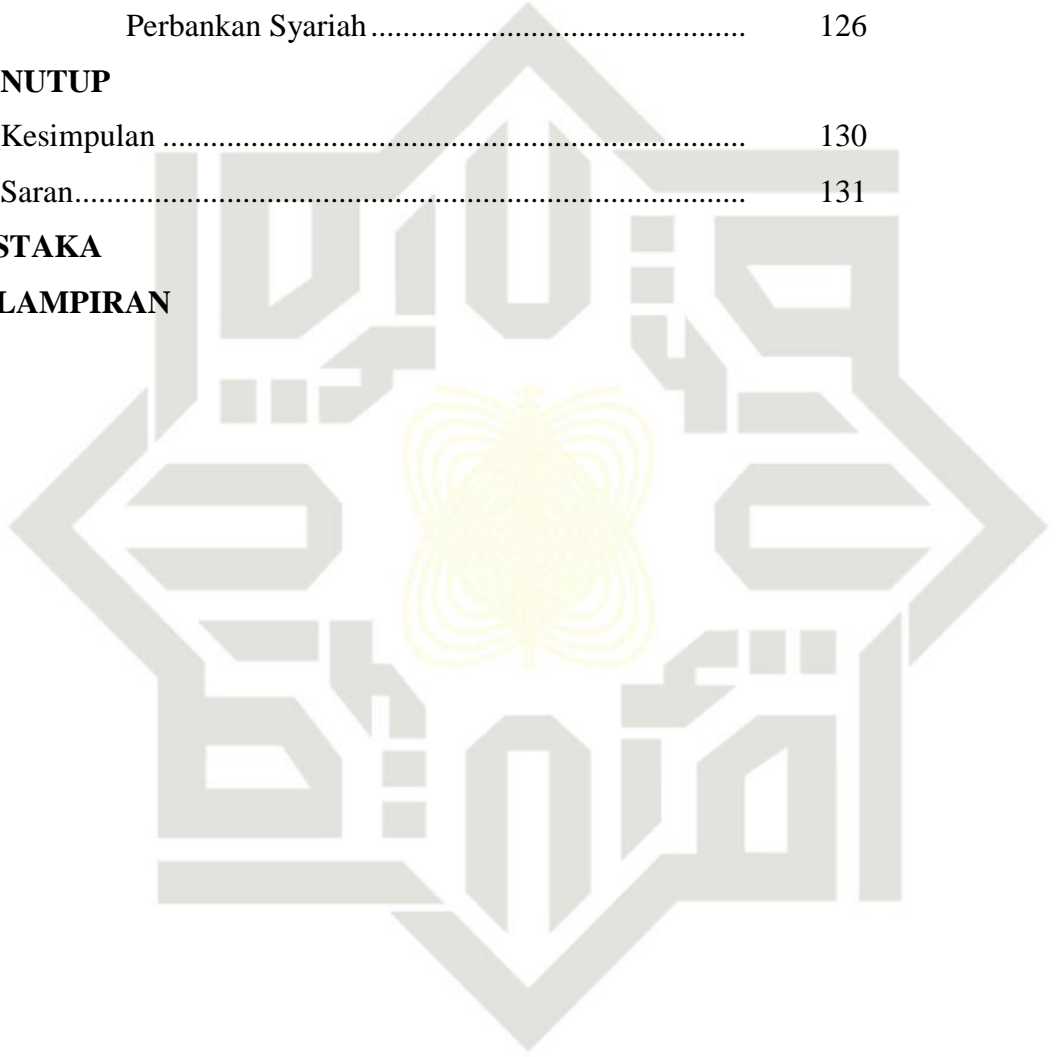 Perbankan Syariah ........................................... 126
NUTUP
Kesimpulan ................................................................... 130
Saran............................................................................. 131
STAKA
LAMPIRAN